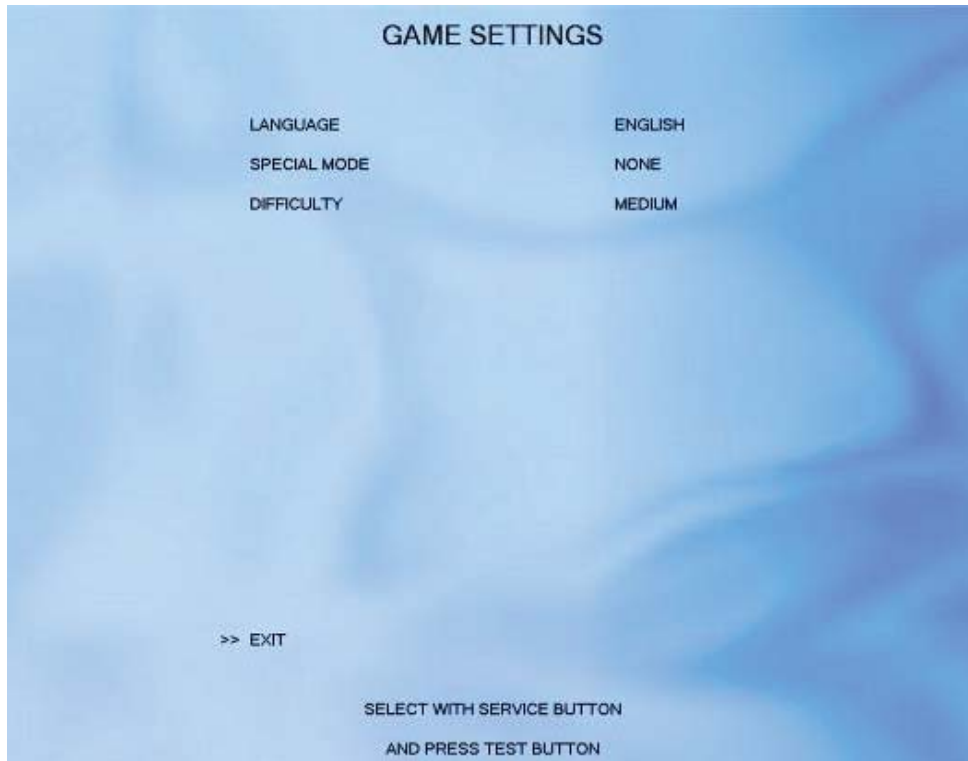 GAME SETTINGS
LANGUAGE ENGLISH
SPECIAL MODE NONE
DIFFICULTY MEDIUM
>> EXIT
SELECT WITH SERVICE BUTTON
AND PRESS TEST BUTTON